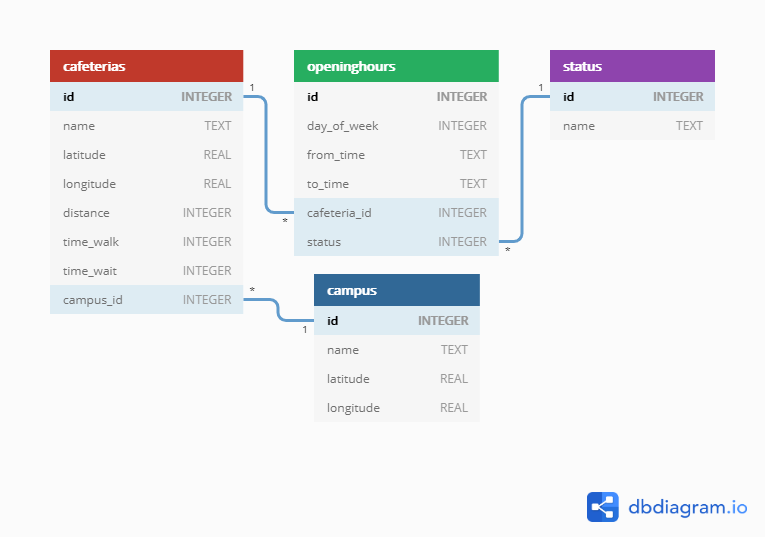 cafeterias
id INTEGER
name TEXT
latitude REAL
longitude REAL
distance INTEGER
time_walk INTEGER
time_wait INTEGER
campus_id INTEGER
1
*
openinghours
id INTEGER
day_of_week INTEGER
from_time TEXT
to_time TEXT
cafeteria_id INTEGER
status INTEGER
*
*
1
status
id INTEGER
name TEXT
1
campus
id INTEGER
name TEXT
latitude REAL
longitude REAL
dbdiagram.io